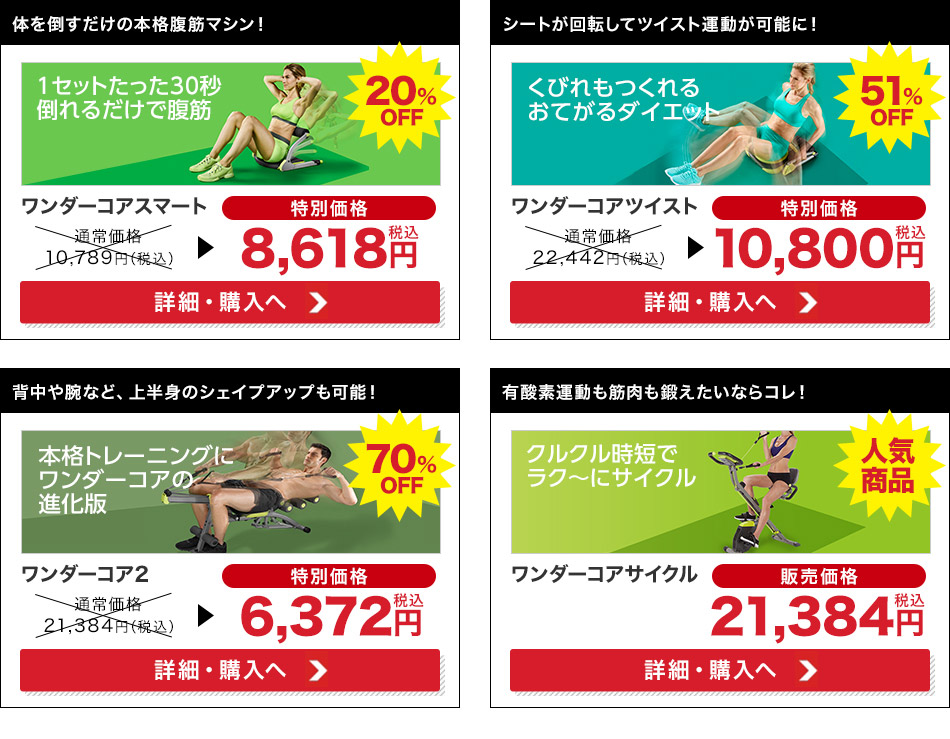 体を倒すだけの本格腹筋マシン！
1セットたった30秒
倒れるだけで腹筋
20%
OFF
ワンダーコアスマート
特別価格
通常価格
10,789円(税込)
8,618円
税込
詳細・購入へ
シートが回転してツイスト運動が可能に！
くびれもつくれる
おてがるダイエット
51%
OFF
ワンダーコアツイスト
特別価格
通常価格
22,442円(税込)
10,800円
税込
詳細・購入へ
背中や腕など、上半身のシェイプアップも可能！
本格トレーニングに
ワンダーコアの
進化版
70%
OFF
ワンダーコア2
特別価格
通常価格
21,384円(税込)
6,372円
税込
詳細・購入へ
有酸素運動も筋肉も鍛えたいならコレ！
クルクル時短で
ラク〜にサイクル
人気
商品
ワンダーコアサイクル
販売価格
21,384円
税込
詳細・購入へ